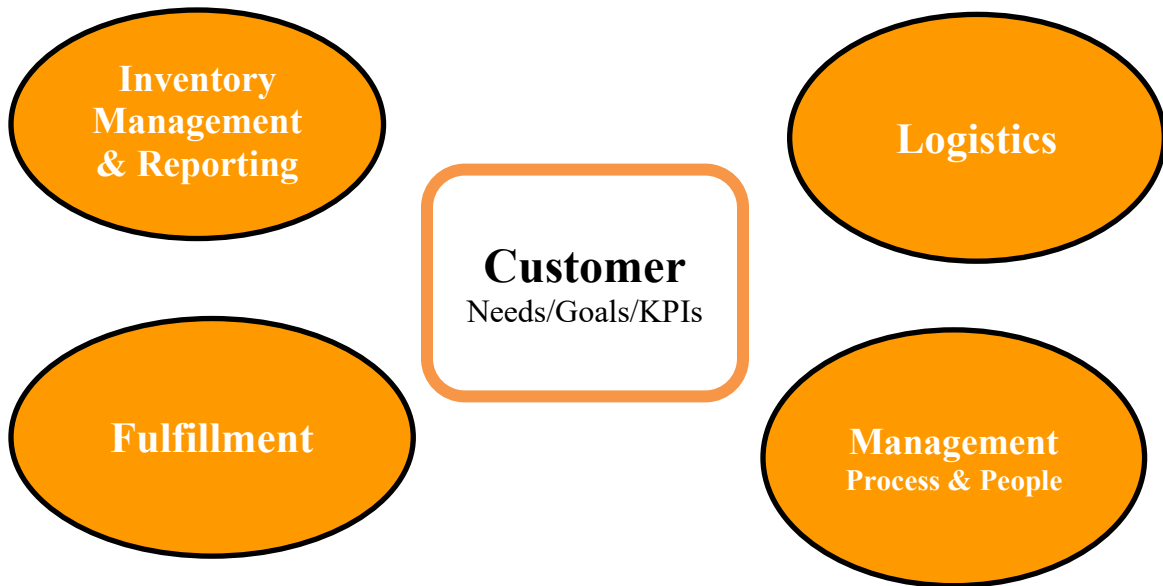 Inventory
Management
& Reporting
Logistics
Customer
Needs/Goals/KPIs
Fulfillment
Management
Process & People